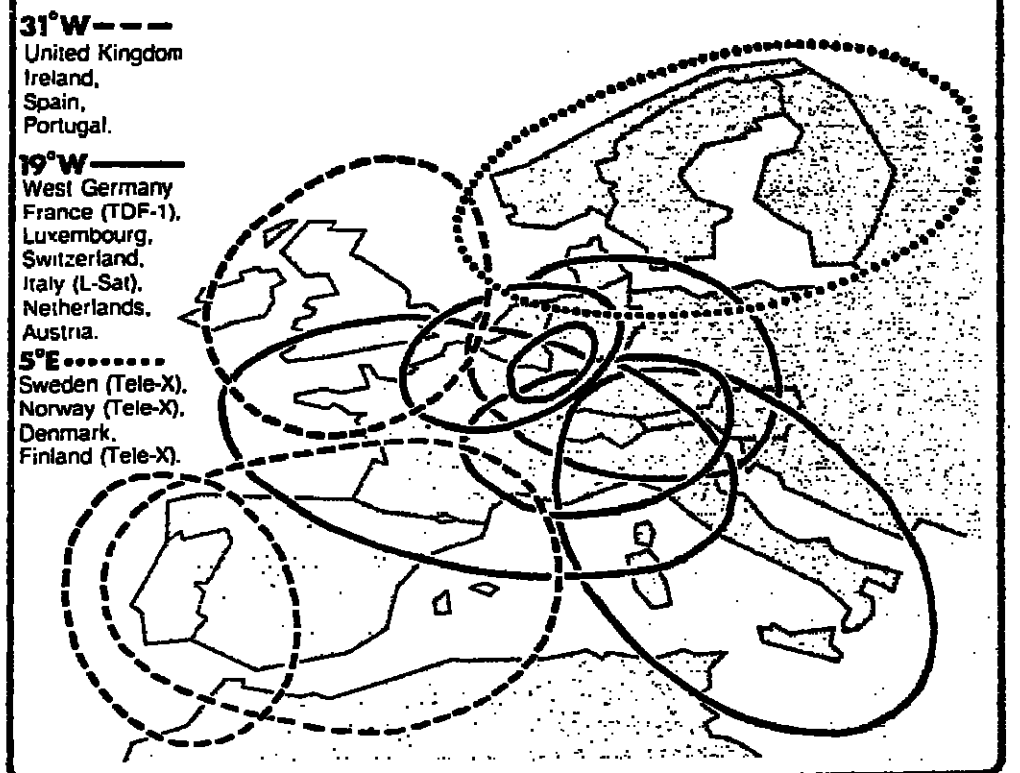 31°W
United Kingdom
Ireland,
Spain,
Portugal.
19°W
West Germany
France (TDF-1),
Luxembourg,
Switzerland,
Italy (L-Sat),
Netherlands,
Austria.
5°E
Sweden (Tele-X),
Norway (Tele-X),
Denmark,
Finland (Tele-X).